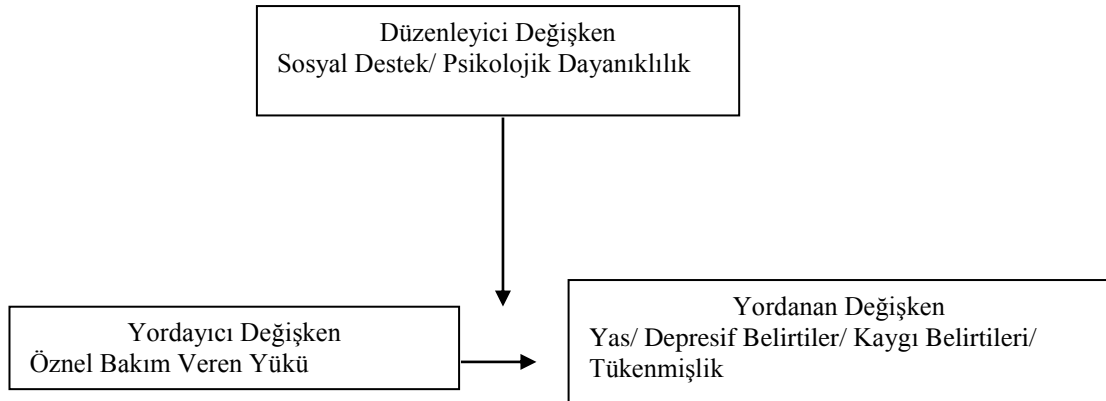 Düzenleyici Değişken
Sosyal Destek/ Psikolojik Dayanıklılık
Yordayıcı Değişken
Öznel Bakım Veren Yükü
Yordanan Değişken
Yas/ Depresif Belirtiler/ Kaygı Belirtileri/
Tükenmişlik